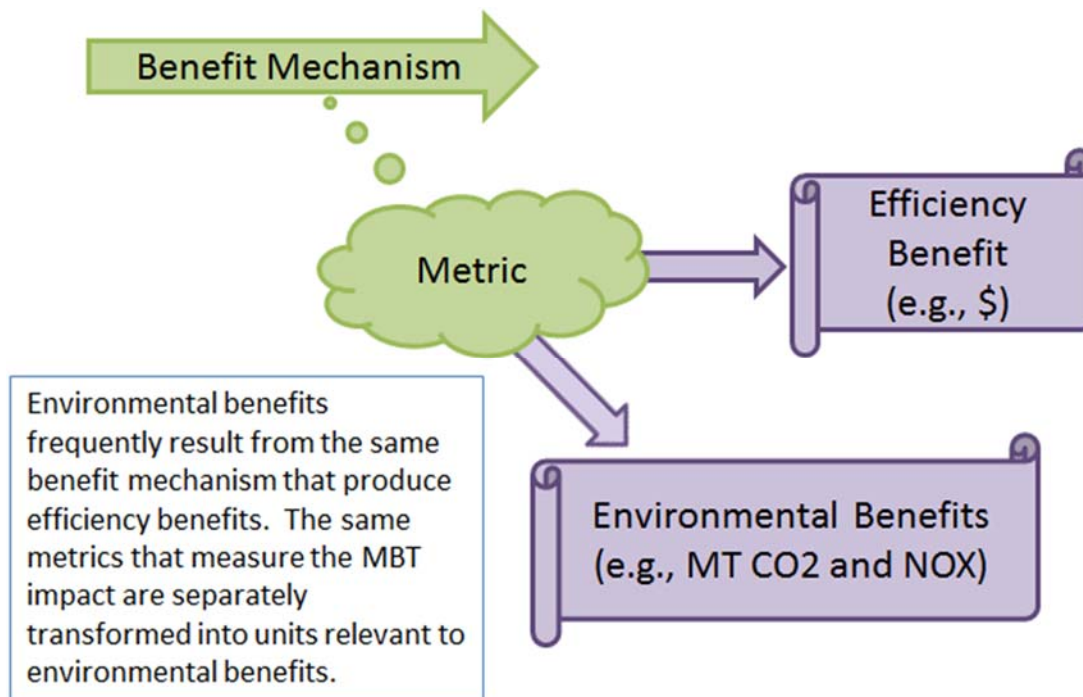 Benefit Mechanism
Metric
Efficiency
Benefit
(e.g., $)
Environmental Benefits
(e.g., MT CO2 and NOX)
Environmental benefits
frequently result from the same
benefit mechanism that produce
efficiency benefits.  The same
metrics that measure the MBT
impact are separately
transformed into units relevant to
environmental benefits.